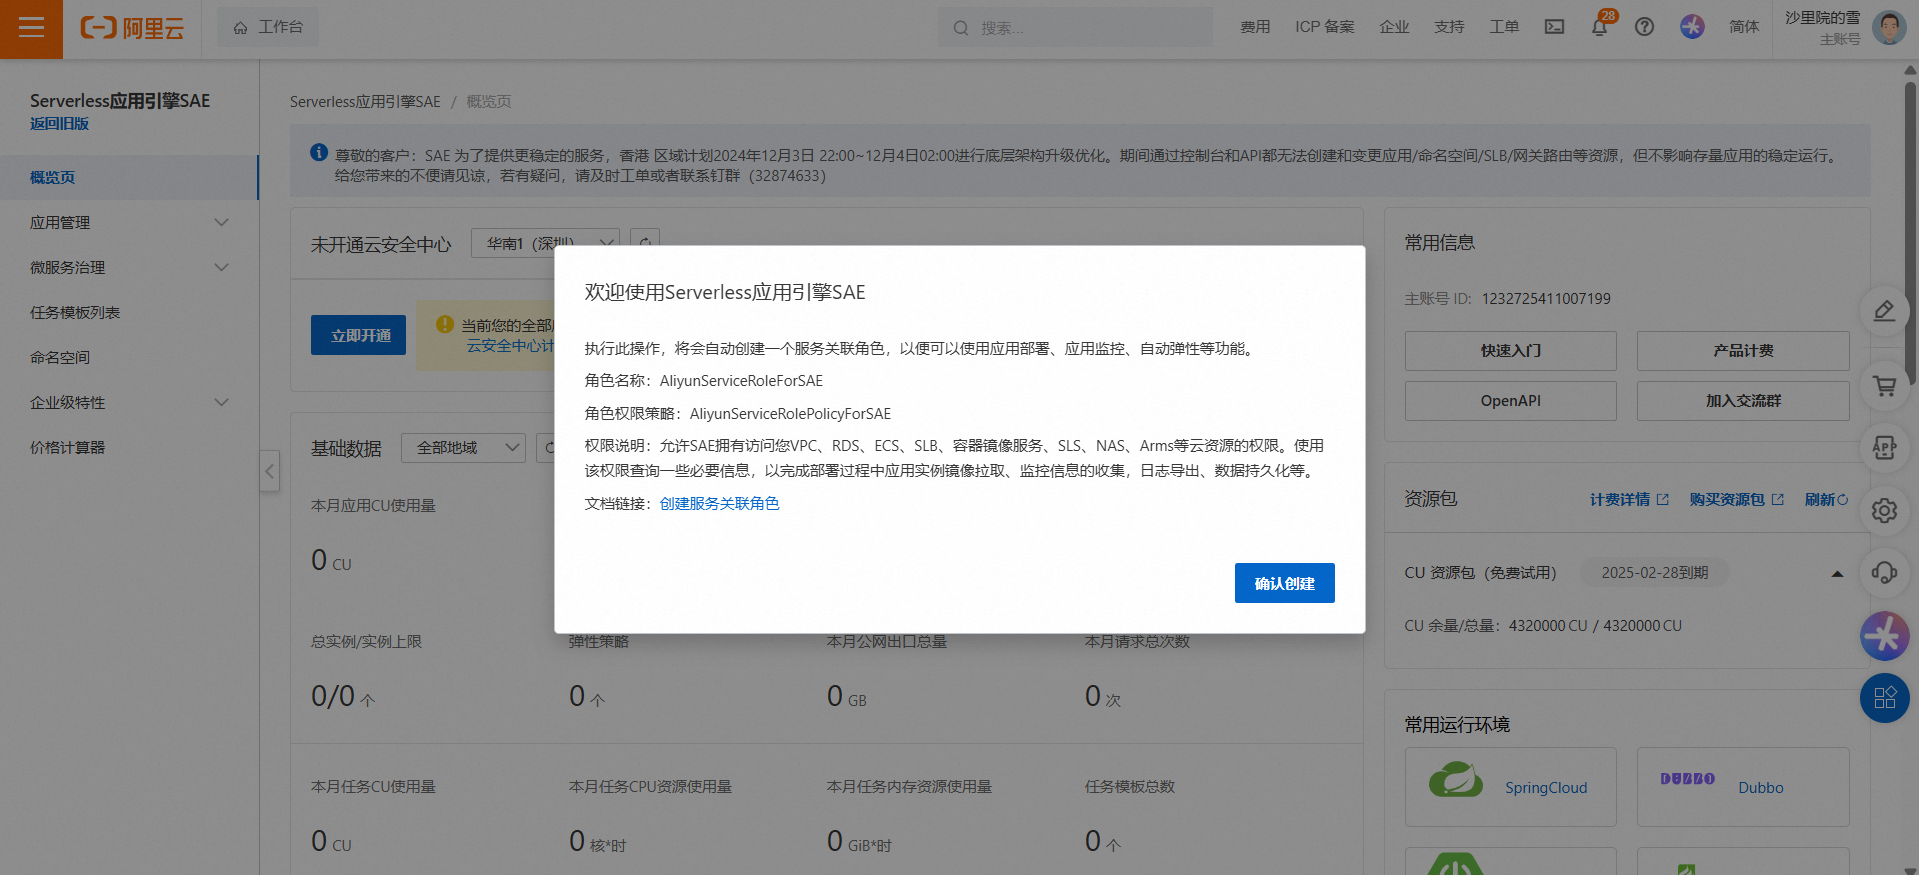 阿里云
工作台
搜索...
费用
ICP 备案
企业
支持
工单
28
简体
沙里院的雪
主账号
Serverless应用引擎SAE
返回旧版
概览页
应用管理
微服务治理
任务模板列表
命名空间
企业级特性
价格计算器
Serverless应用引擎SAE / 概览页
尊敬的客户：SAE 为了提供更稳定的服务，香港 区域计划2024年12月3日 22:00~12月4日02:00进行底层架构升级优化。期间通过控制台和API都无法创建和变更应用/命名空间/SLB/网关路由等资源，但不影响存量应用的稳定运行。
给您带来的不便请见谅，若有疑问，请及时工单或者联系钉群（32874633）
未开通云安全中心
华南1（深圳）
立即开通
当前您的全部
云安全中心计
基础数据
全部地域
本月应用CU使用量
0 CU
总实例/实例上限
弹性策略
本月公网出口总量
本月请求总次数
0/0 个
0 个
0 GB
0 次
本月任务CU使用量
本月任务CPU资源使用量
本月任务内存资源使用量
任务模板总数
0 CU
0 核*时
0 GiB*时
0 个
欢迎使用Serverless应用引擎SAE
执行此操作，将会自动创建一个服务关联角色，以便可以使用应用部署、应用监控、自动弹性等功能。
角色名称：AliyunServiceRoleForSAE
角色权限策略：AliyunServiceRolePolicyForSAE
权限说明：允许SAE拥有访问您VPC、RDS、ECS、SLB、容器镜像服务、SLS、NAS、Arms等云资源的权限。使用
该权限查询一些必要信息，以完成部署过程中应用实例镜像拉取、监控信息的收集，日志导出、数据持久化等。
文档链接：创建服务关联角色
确认创建
常用信息
主账号 ID: 1232725411007199
快速入门
产品计费
OpenAPI
加入交流群
资源包
计费详情
购买资源包
刷新
CU 资源包（免费试用）
2025-02-28到期
CU 余量/总量：4320000 CU / 4320000 CU
常用运行环境
SpringCloud
DUBBO
Dubbo
API